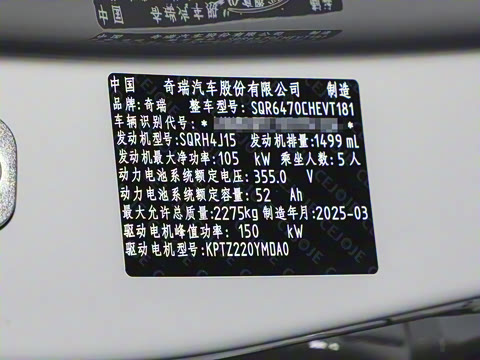 中国 奇瑞汽车股份有限公司 制造
品牌:奇瑞 整车型号:SQR6470CHEVT181
车辆识别代号: * *
发动机型号:SQRH4J15 发动机排量:1499 mL
发动机最大净功率:105 kW 乘坐人数:5人
动力电池系统额定电压:355.0 V
动力电池系统额定容量:52 Ah
最大允许总质量:2275kg 制造年月:2025-03
驱动电机峰值功率:150 kW
驱动电机型号:KPTZ220YMDA0